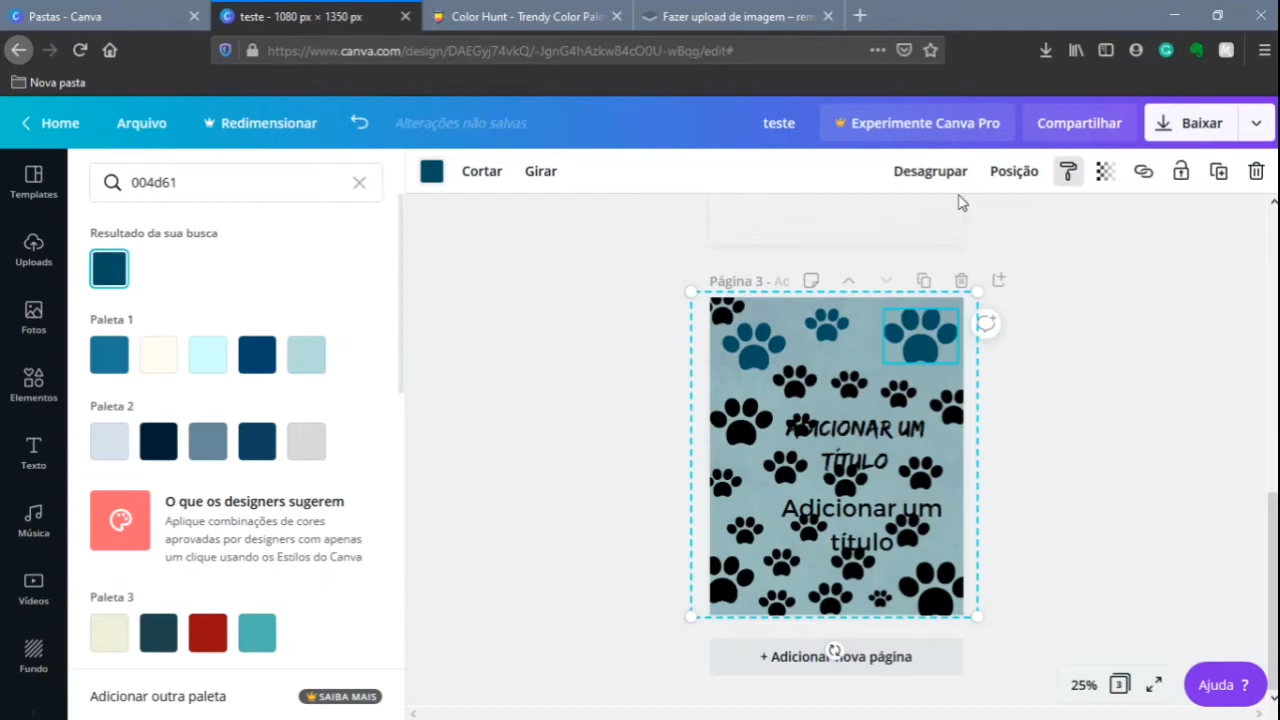 Pastas - Canva
teste - 1080 px × 1350 px
Color Hunt - Trendy Color Pale
Fazer upload de imagem – rem
https://www.canva.com/design/DAEGyj74vkQ/-JgnG4hAzkw84cO0U-wBqg/edit#
Nova pasta
Home
Arquivo
Redimensionar
Alterações não salvas
teste
Experimente Canva Pro
Compartilhar
Baixar
Templates
Uploads
Fotos
Elementos
Texto
Música
Vídeos
Fundo
004d61
Resultado da sua busca
Paleta 1
Paleta 2
O que os designers sugerem
Aplique combinações de cores
aprovadas por designers com apenas
um clique usando os Estilos do Canva
Paleta 3
Adicionar outra paleta
SAIBA MAIS
Cortar
Girar
Desagrupar
Posição
Página 3 - Ad
ADICIONAR UM
TÍTULO
Adicionar um
título
+ Adicionar nova página
25%
3
Ajuda ?